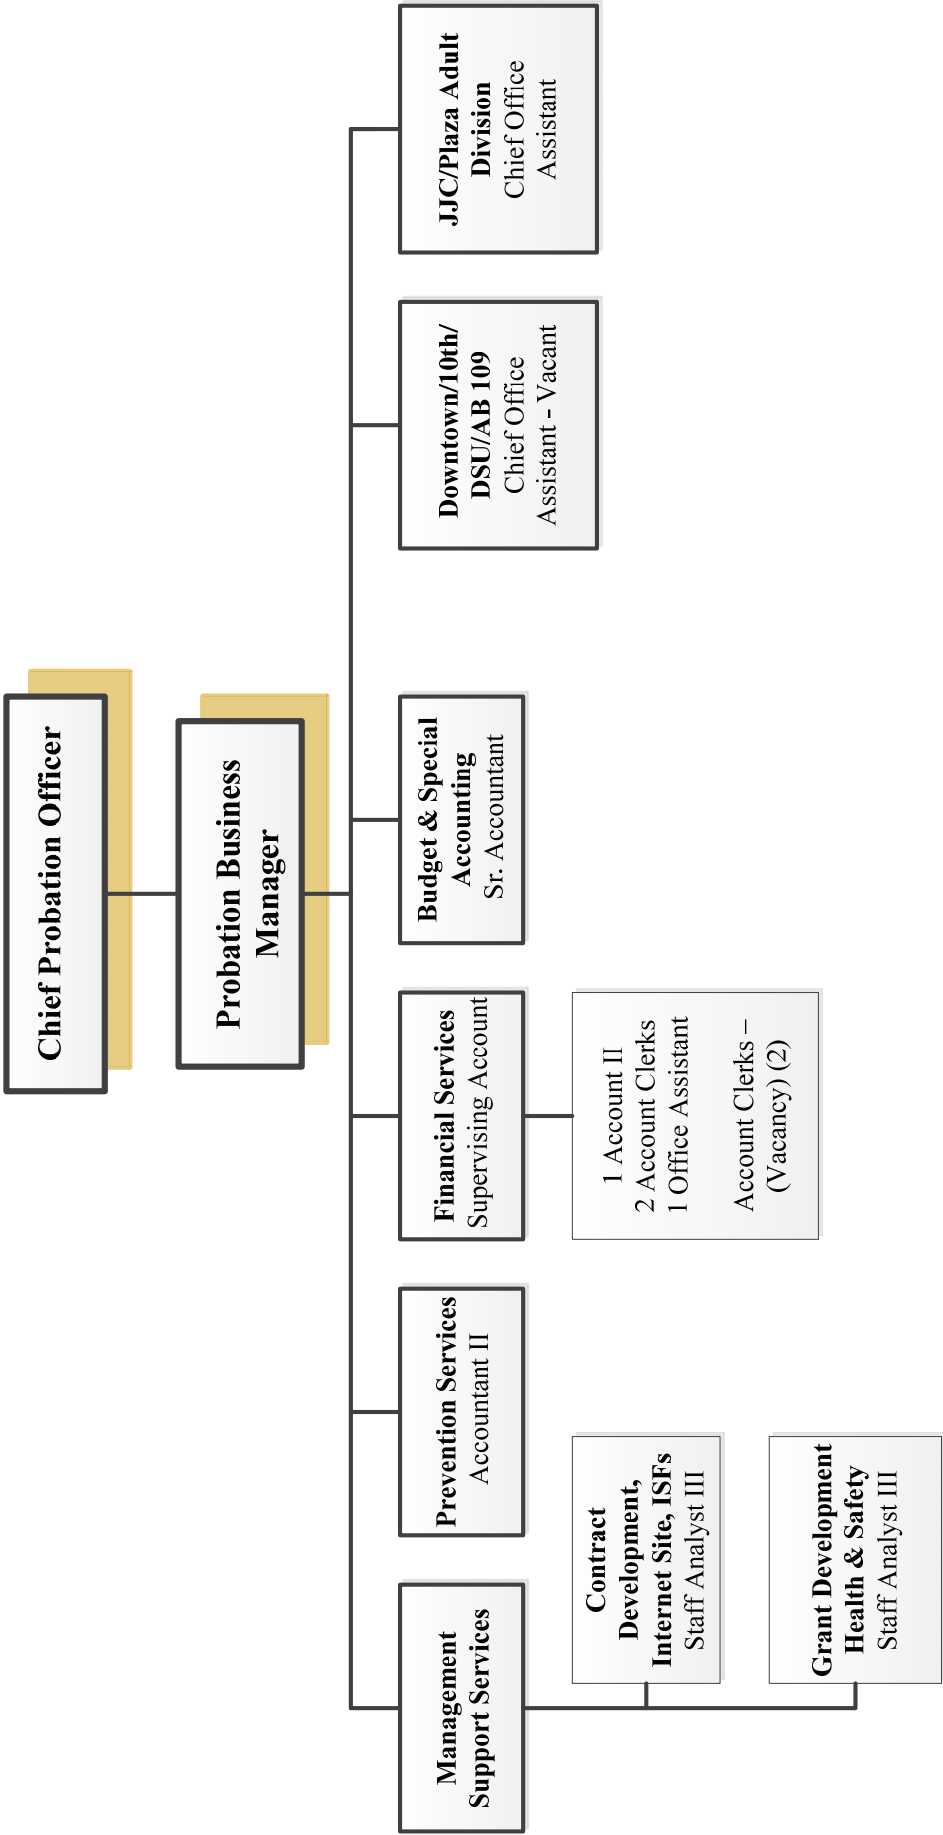 Chief Probation Officer
Probation Business
Manager
Management
Support Services
Prevention Services
Accountant II
Financial Services
Supervising Account
Budget & Special
Accounting
Sr. Accountant
Downtown/10th/
DSU/AB 109
Chief Office
Assistant - Vacant
JJC/Plaza Adult
Division
Chief Office
Assistant
Contract
Development,
Internet Site, ISFs
Staff Analyst III
Grant Development
Health & Safety
Staff Analyst III
1 Account II
2 Account Clerks
1 Office Assistant
Account Clerks –
(Vacancy) (2)